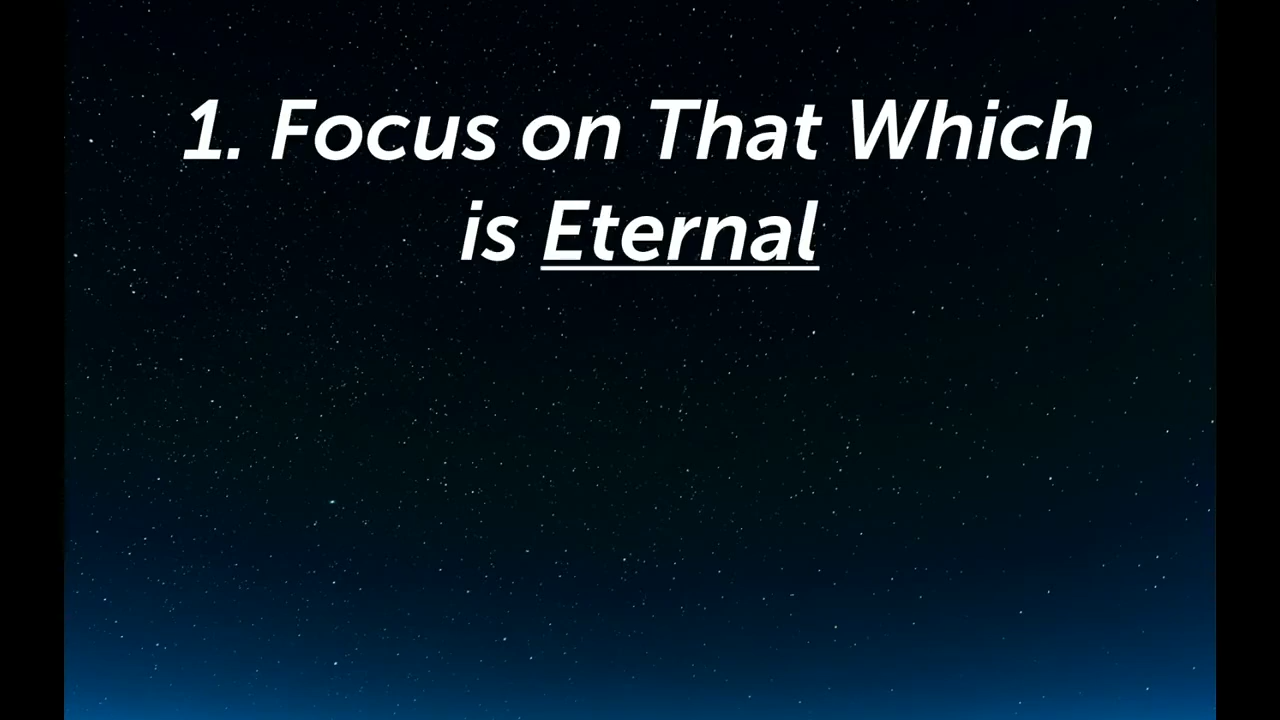 1. Focus on That Which
is Eternal